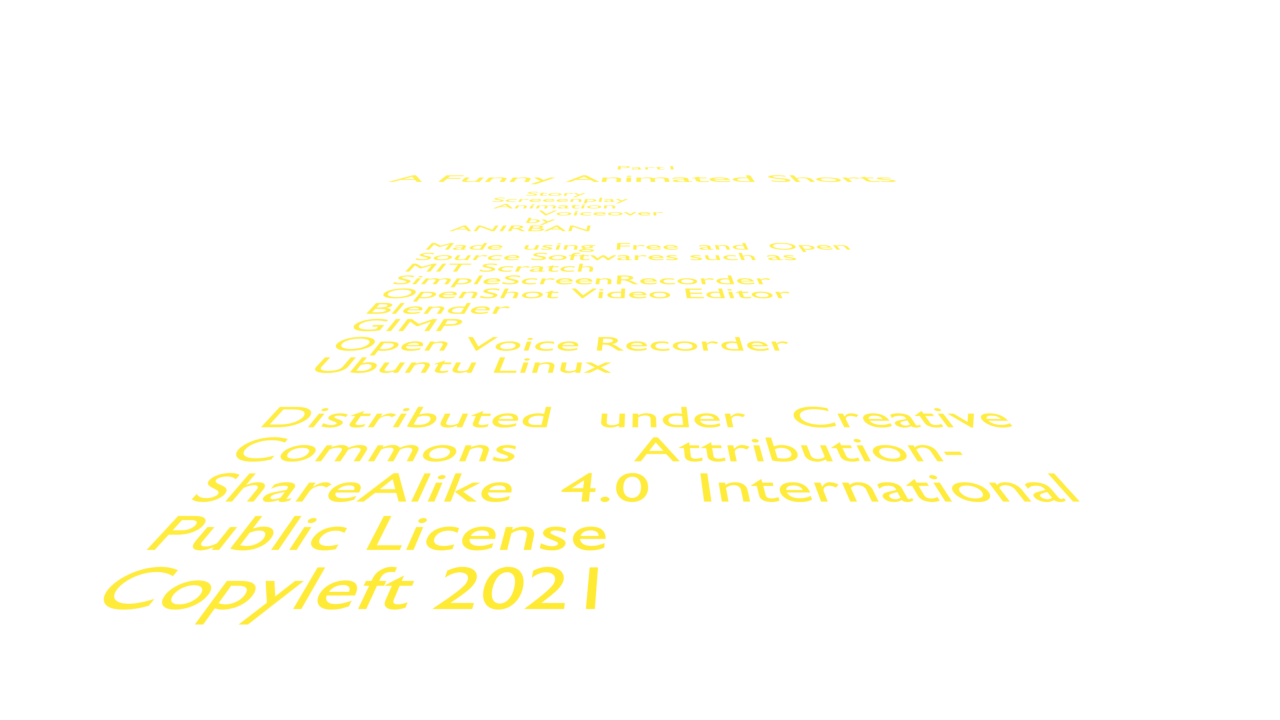 Part I
A Funny Animated Shorts
Story
Screeenplay
Animation
Voiceover
by
ANIRBAN
Made using Free and Open
Source Softwares such as
MIT Scratch
SimpleScreenRecorder
OpenShot Video Editor
Blender
GIMP
Open Voice Recorder
Ubuntu Linux
Distributed under Creative
Commons Attribution-
ShareAlike 4.0 International
Public License
Copyleft 2021